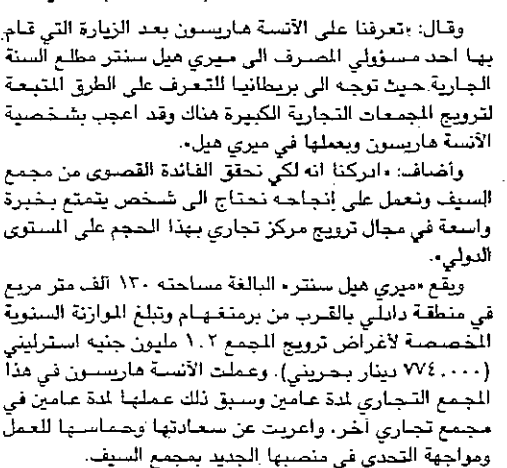 وقال: «تعرفنا على الآنسة هاريسون بعد الزيارة التي قام
بها احد مسؤولي المصرف الى ميري هيل سنتر مطلع السنة
الجارية حيث توجه الى بريطانيا للتعرف على الطرق المتبعة
لترويج المجمعات التجارية الكبيرة هناك وقد اعجب بشخصية
الآنسة هاريسون وبعملها في ميري هيل».
وأضاف: «ادركنا انه لكي نحقق الفائدة القصوى من مجمع
السيف ونعمل على إنجاحه نحتاج الى شخص يتمتع بخبرة
واسعة في مجال ترويج مركز تجاري بهذا الحجم على المستوى
الدولي».
ويقع «ميري هيل سنتر» البالغة مساحته ١٣٠ ألف متر مربع
في منطقة دادلي بالقرب من برمنغهام وتبلغ الموازنة السنوية
المخصصة لأغراض ترويج المجمع ١.٢ مليون جنيه استرليني
(٧٧٤.٠٠٠ دينار بحريني). وعملت الآنسة هاريسون في هذا
المجمع التجاري لمدة عامين وسبق ذلك عملها لمدة عامين في
مجمع تجاري آخر. واعربت عن سعادتها وحماسها للعمل
ومواجهة التحدي في منصبها الجديد بمجمع السيف.